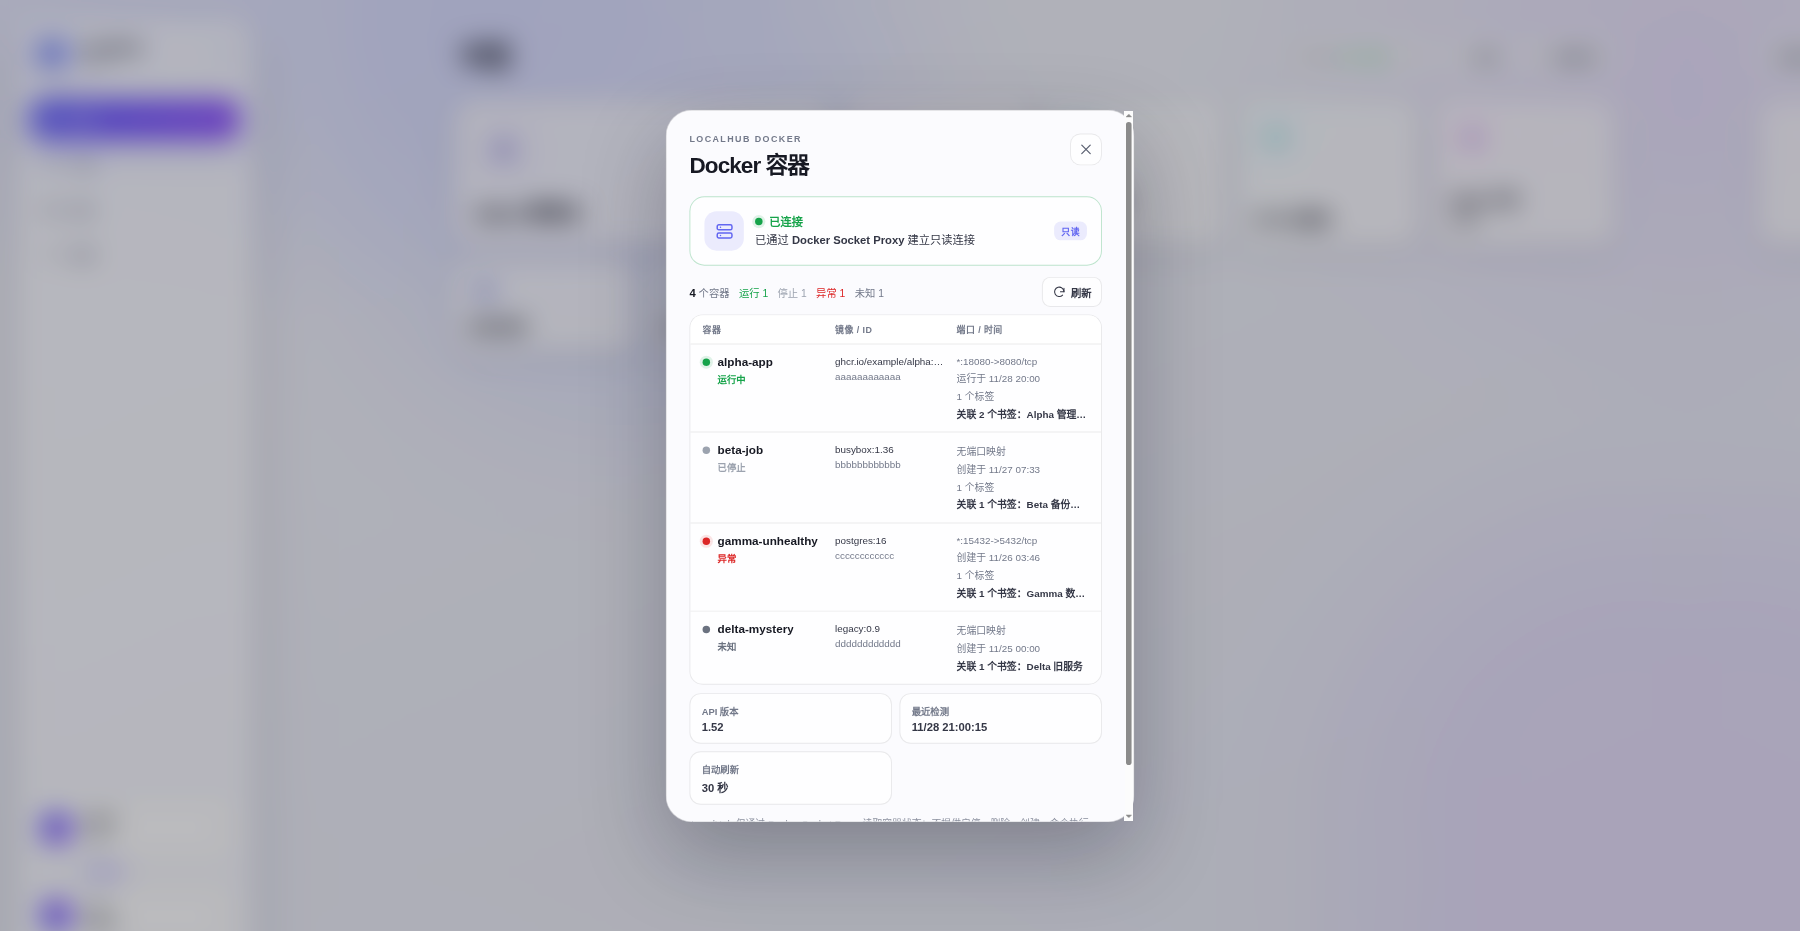 LOCALHUB DOCKER
Docker 容器
已连接
已通过 Docker Socket Proxy 建立只读连接
只读
4 个容器 运行 1 停止 1 异常 1 未知 1
刷新
容器 镜像 / ID 端口 / 时间
alpha-app
运行中
ghcr.io/example/alpha:…
aaaaaaaaaaaa
*:18080->8080/tcp
运行于 11/28 20:00
1 个标签
关联 2 个书签：Alpha 管理…
beta-job
已停止
busybox:1.36
bbbbbbbbbbbb
无端口映射
创建于 11/27 07:33
1 个标签
关联 1 个书签：Beta 备份…
gamma-unhealthy
异常
postgres:16
cccccccccccc
*:15432->5432/tcp
创建于 11/26 03:46
1 个标签
关联 1 个书签：Gamma 数…
delta-mystery
未知
legacy:0.9
dddddddddddd
无端口映射
创建于 11/25 00:00
关联 1 个书签：Delta 旧服务
API 版本
1.52
最近检测
11/28 21:00:15
自动刷新
30 秒